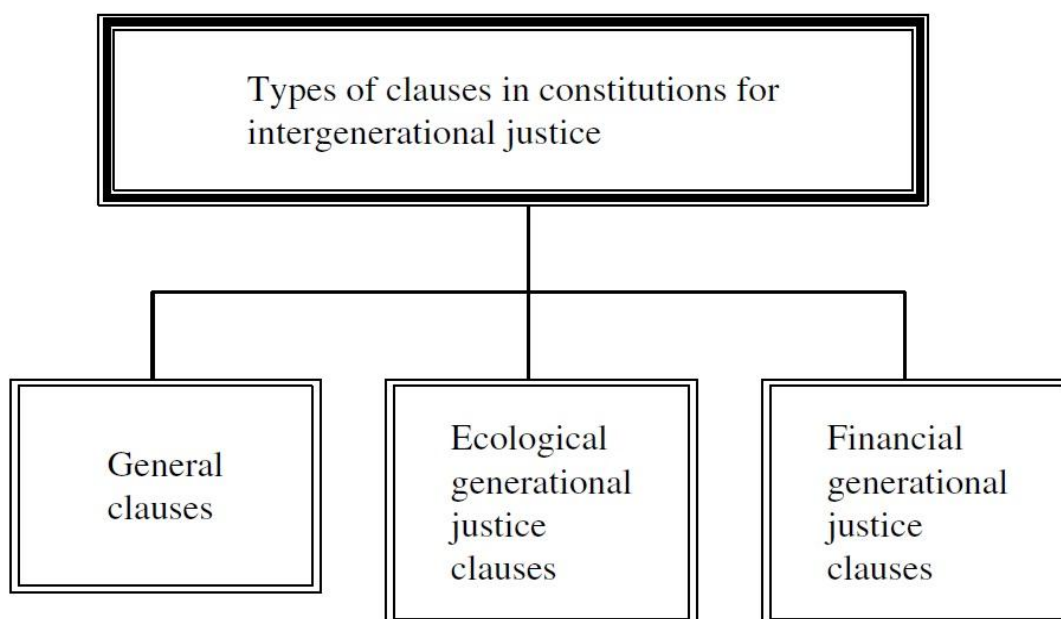 Types of clauses in constitutions for
intergenerational justice
General
clauses
Ecological
generational
justice
clauses
Financial
generational
justice
clauses